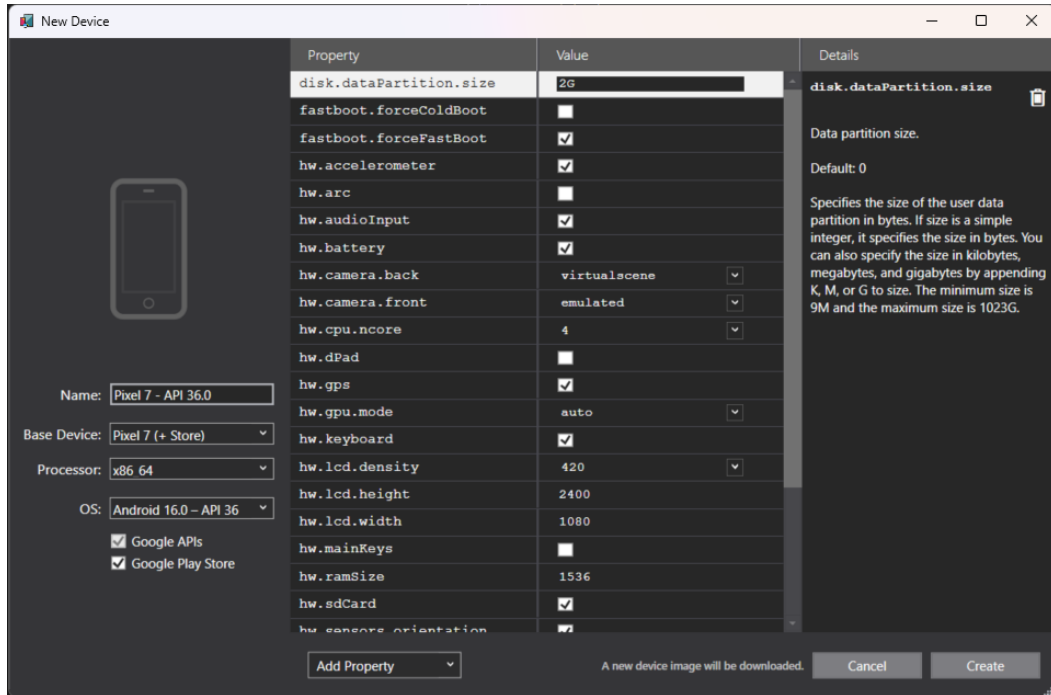 New Device
Name: Pixel 7 - API 36.0
Base Device: Pixel 7 (+ Store)
Processor: x86_64
OS: Android 16.0 – API 36
Google APIs
Google Play Store
Property Value
disk.dataPartition.size 2G
fastboot.forceColdBoot
fastboot.forceFastBoot
hw.accelerometer
hw.arc
hw.audioInput
hw.battery
hw.camera.back virtualscene
hw.camera.front emulated
hw.cpu.ncore 4
hw.dPad
hw.gps
hw.gpu.mode auto
hw.keyboard
hw.lcd.density 420
hw.lcd.height 2400
hw.lcd.width 1080
hw.mainKeys
hw.ramSize 1536
hw.sdCard
hw.sensors.orientation
Details
disk.dataPartition.size
Data partition size.
Default: 0
Specifies the size of the user data
partition in bytes. If size is a simple
integer, it specifies the size in bytes. You
can also specify the size in kilobytes,
megabytes, and gigabytes by appending
K, M, or G to size. The minimum size is
9M and the maximum size is 1023G.
Add Property
A new device image will be downloaded.
Cancel
Create